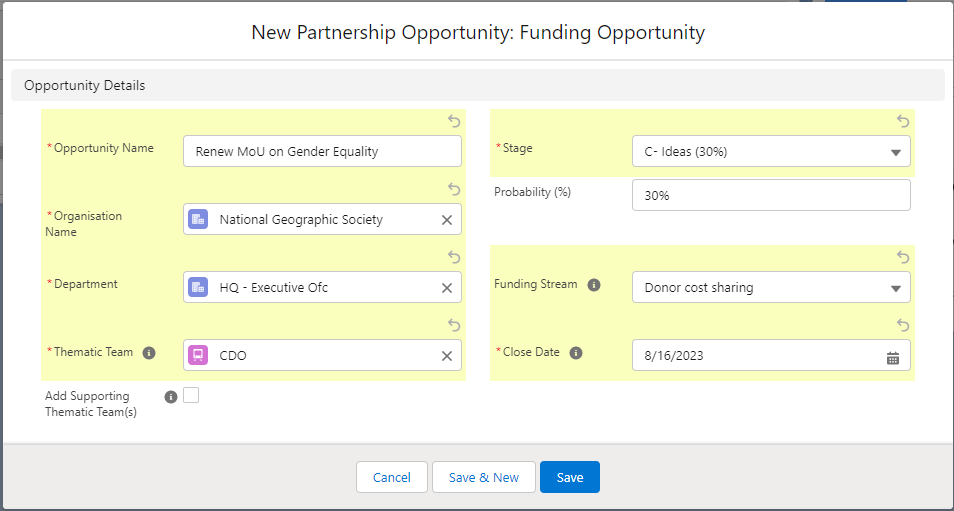 New Partnership Opportunity: Funding Opportunity
Opportunity Details
*Opportunity Name
Renew MoU on Gender Equality
*Organisation
Name
National Geographic Society
*Department
HQ - Executive Ofc
*Thematic Team
CDO
Add Supporting
Thematic Team(s)
*Stage
C- Ideas (30%)
Probability (%)
30%
Funding Stream
Donor cost sharing
*Close Date
8/16/2023
Cancel
Save & New
Save